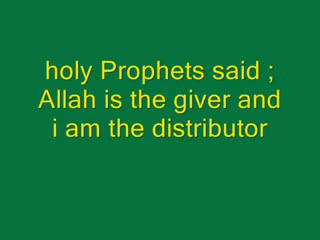 holy Prophets said ;
Allah is the giver and
i am the distributor